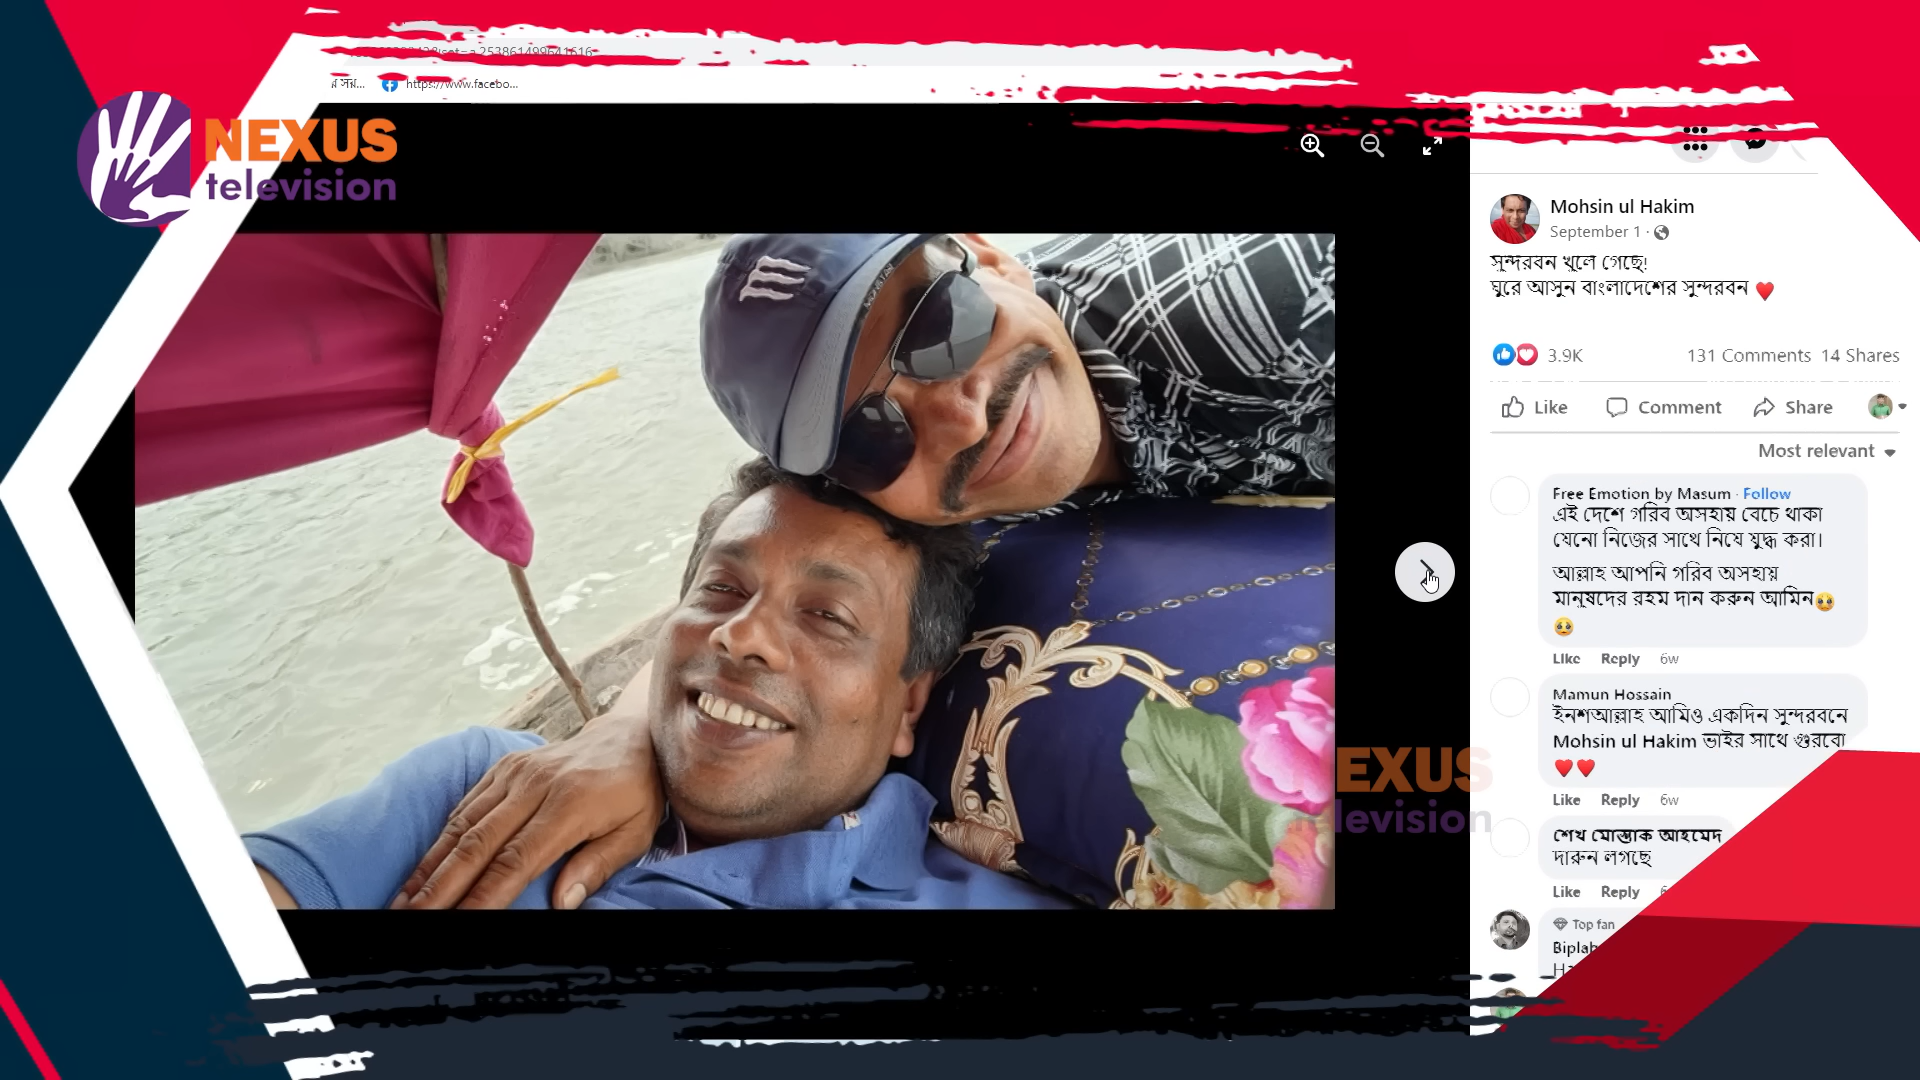 253861499641616
https://www.facebo...
NEXUS
television
Mohsin ul Hakim
September 1 ·
সুন্দরবন খুলে গেছে!
ঘুরে আসুন বাংলাদেশের সুন্দরবন ❤️
3.9K
131 Comments 14 Shares
Like Comment Share
Most relevant
Free Emotion by Masum · Follow
এই দেশে গরিব অসহায় বেচে থাকা
যেনো নিজের সাথে নিযে যুদ্ধ করা।
আল্লাহ আপনি গরিব অসহায়
মানুষদের রহম দান করুন আমিন🥺
🥺
Like Reply 6w
Mamun Hossain
ইনশআল্লাহ আমিও একদিন সুন্দরবনে
Mohsin ul Hakim ভাইর সাথে গুরবো
❤️❤️
Like Reply 6w
শেখ মোস্তাক আহমেদ
দারুন লগছে
Like Reply
Top fan
Biplab
EXUS
levision